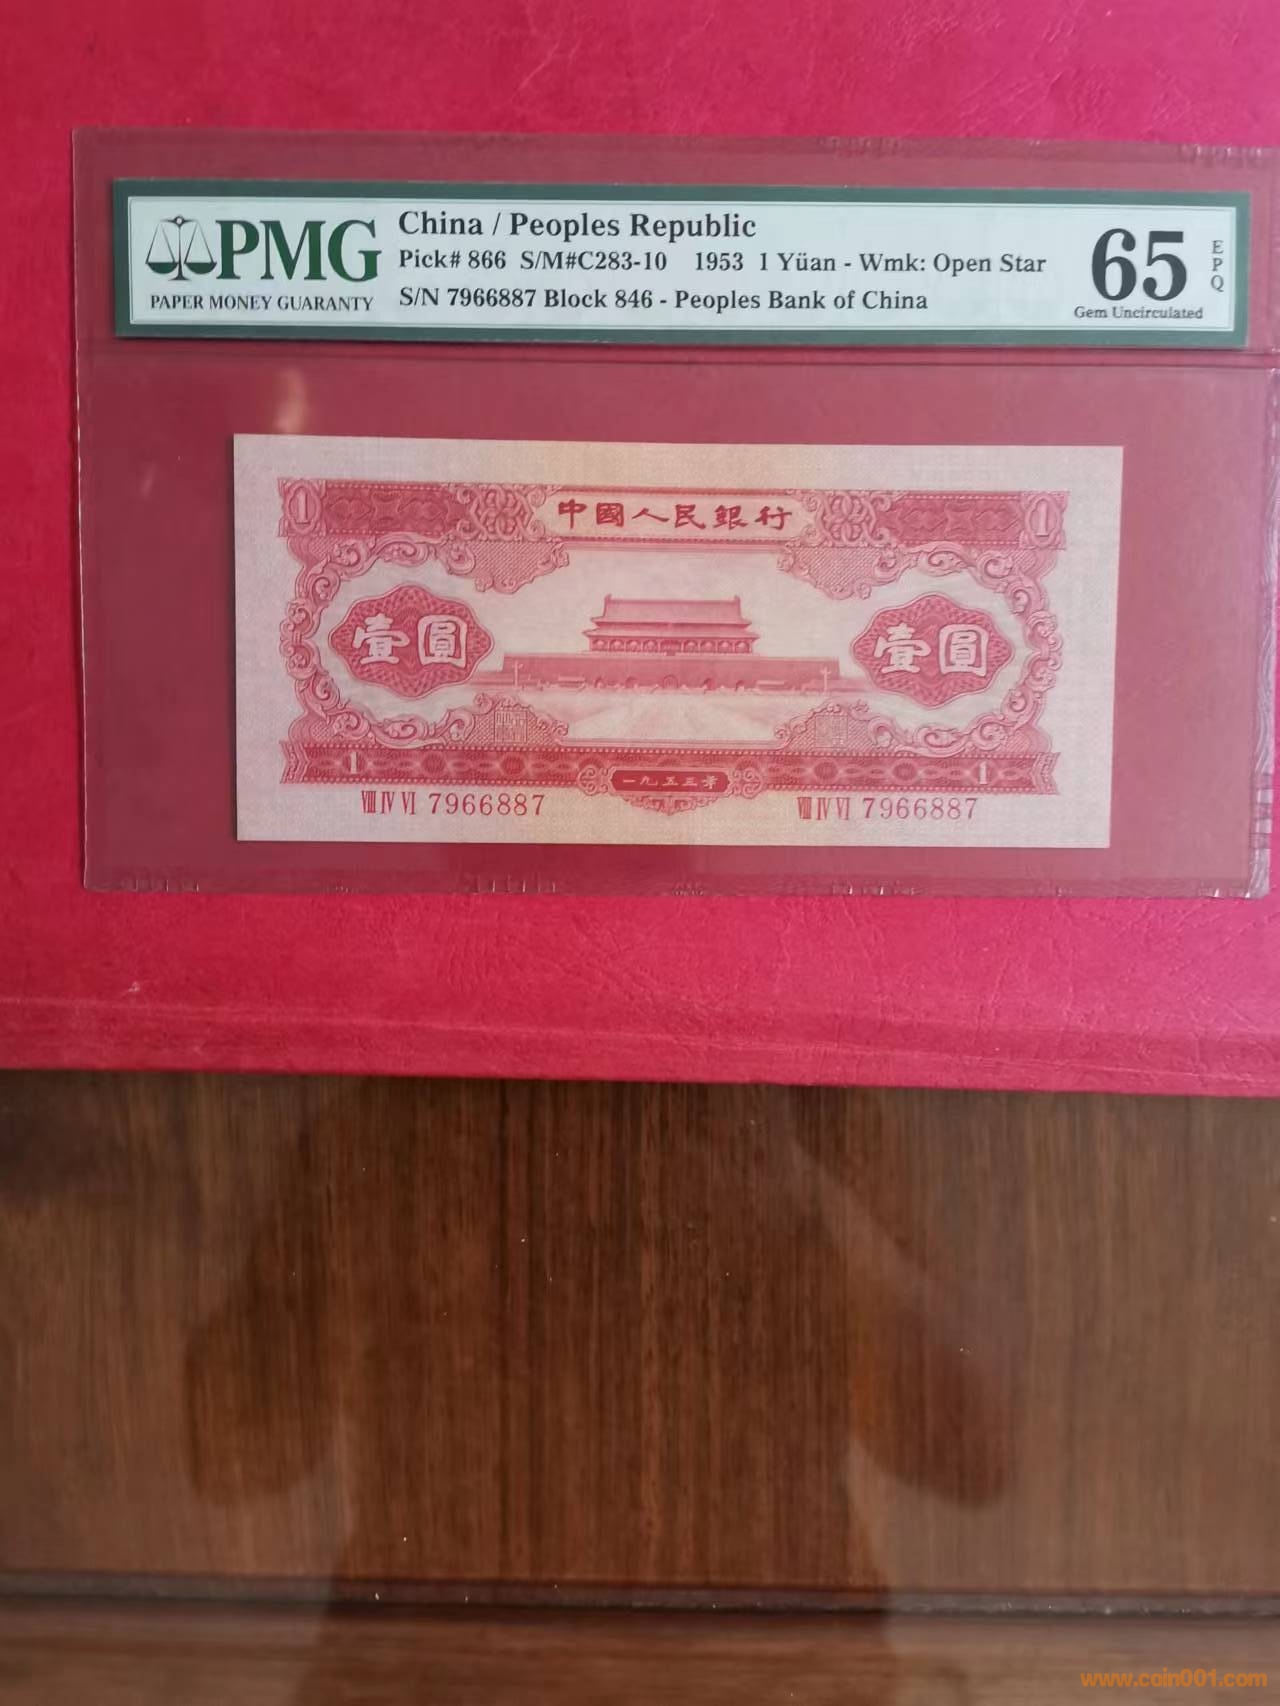 PMG
PAPER MONEY GUARANTY
China / Peoples Republic
Pick# 866 S/M#C283-10 1953 1 Yüan - Wmk: Open Star
S/N 7966887 Block 846 - Peoples Bank of China
65
EPQ
Gem Uncirculated
1 中國人民銀行 1
壹圓 壹圓
1 一九五三年 1
Ⅷ Ⅳ Ⅵ 7966887 Ⅷ Ⅳ Ⅵ 7966887
www.coin001.com